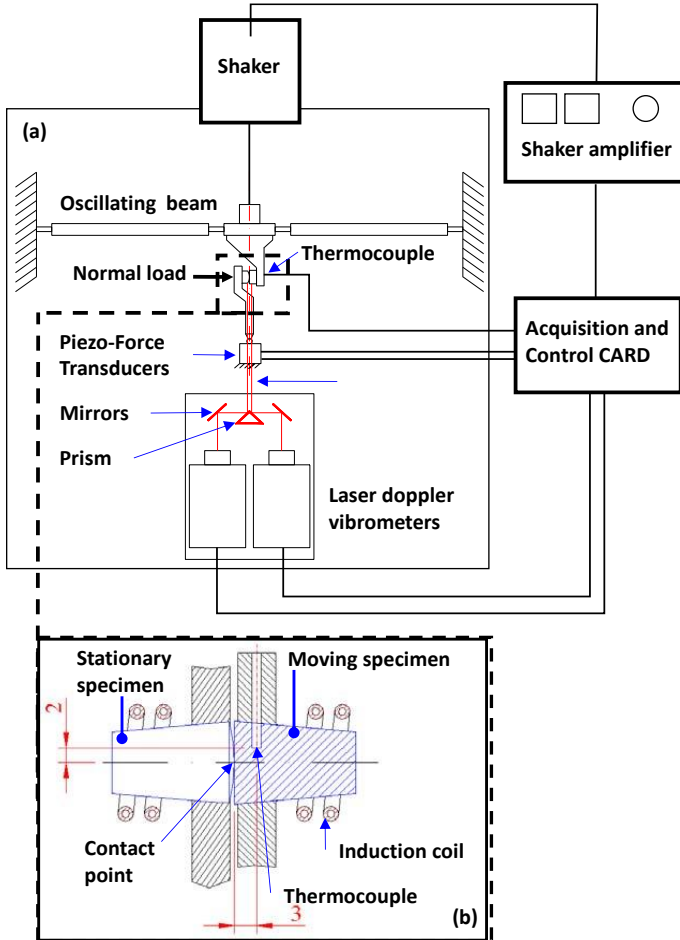 Shaker
(a)
Shaker amplifier
Oscillating beam
Thermocouple
Normal load
Acquisition and
Control CARD
Piezo-Force
Transducers
Mirrors
Prism
Laser doppler
vibrometers
Stationary
specimen
Moving specimen
2
Contact
point
Induction coil
Thermocouple
3
(b)